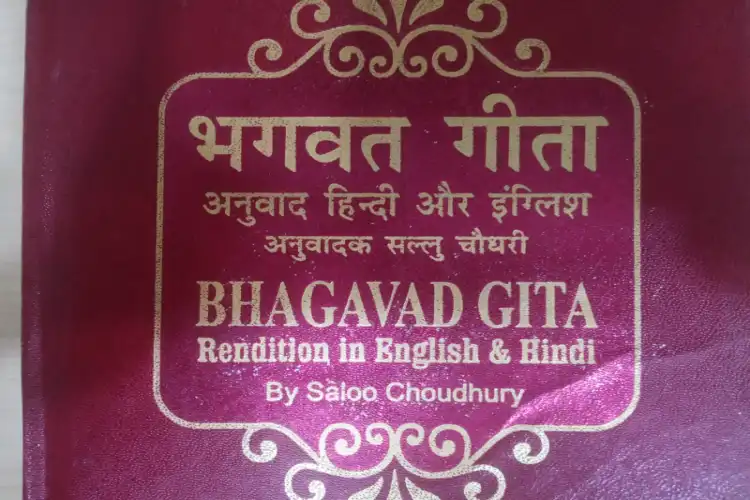 भगवत गीता
अनुवाद हिन्दी और इंग्लिश
अनुवादक सल्लु चौधरी
BHAGAVAD GITA
Rendition in English & Hindi
By Saloo Choudhury